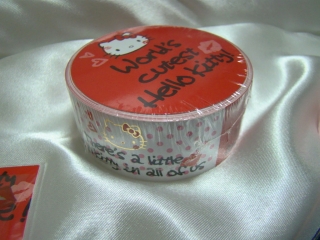 World's
cutest
Hello Kitty!
There's a little
Kitty in all of us